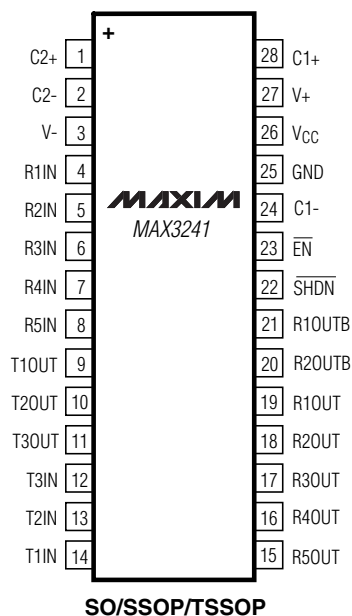 +
C2+ 1 28 C1+
C2- 2 27 V+
V- 3 26 VCC
R1IN 4 25 GND
R2IN 5 MAXIM 24 C1-
R3IN 6 MAX3241 23 EN
R4IN 7 22 SHDN
R5IN 8 21 R1OUTB
T1OUT 9 20 R2OUTB
T2OUT 10 19 R1OUT
T3OUT 11 18 R2OUT
T3IN 12 17 R3OUT
T2IN 13 16 R4OUT
T1IN 14 15 R5OUT
SO/SSOP/TSSOP